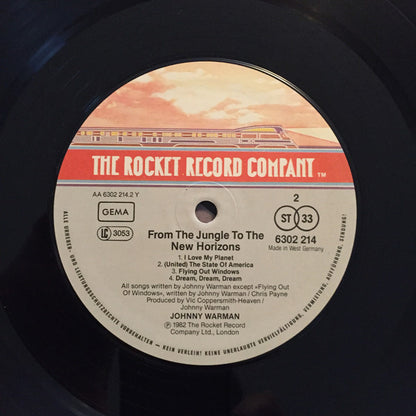 THE ROCKET RECORD COMPANY TM
AA 6302 214.2 Y
2
GEMA
ST 33
LC 3053
6302 214
Made in West Germany
From The Jungle To The
New Horizons
1. I Love My Planet
2. (United) The State Of America
3. Flying Out Windows
4. Dream, Dream, Dream
All songs written by Johnny Warman except »Flying Out
Of Windows«, written by Johnny Warman / Chris Payne
Produced by Vic Coppersmith-Heaven /
Johnny Warman
JOHNNY WARMAN
℗ 1982 The Rocket Record
Company Ltd., London
ALLE URHEBER- UND LEISTUNGSSCHUTZRECHTE VORBEHALTEN · KEIN VERLEIH! KEINE UNERLAUBTE VERVIELFÄLTIGUNG, VERMIETUNG, AUFFÜHRUNG, SENDUNG!